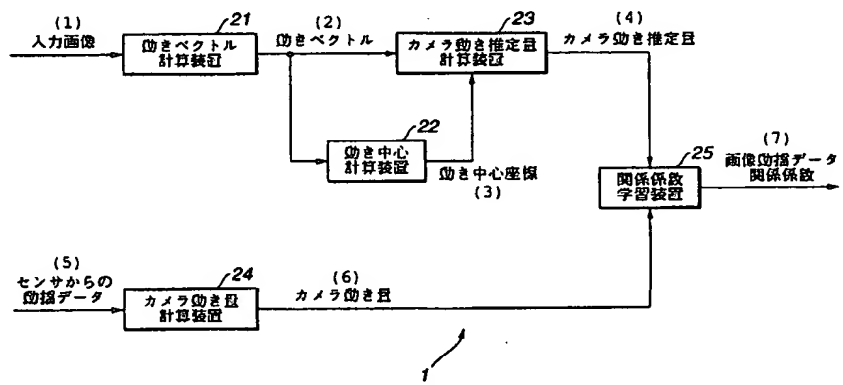 (1)
入力画像
21
動きベクトル
計算装置
(2)
動きベクトル
23
カメラ動き推定量
計算装置
(4)
カメラ動き推定量
22
動き中心
計算装置
動き中心座標
(3)
25
関係係数
学習装置
(7)
画像動揺データ
関係係数
(5)
センサからの
動揺データ
24
カメラ動き量
計算装置
(6)
カメラ動き量
1